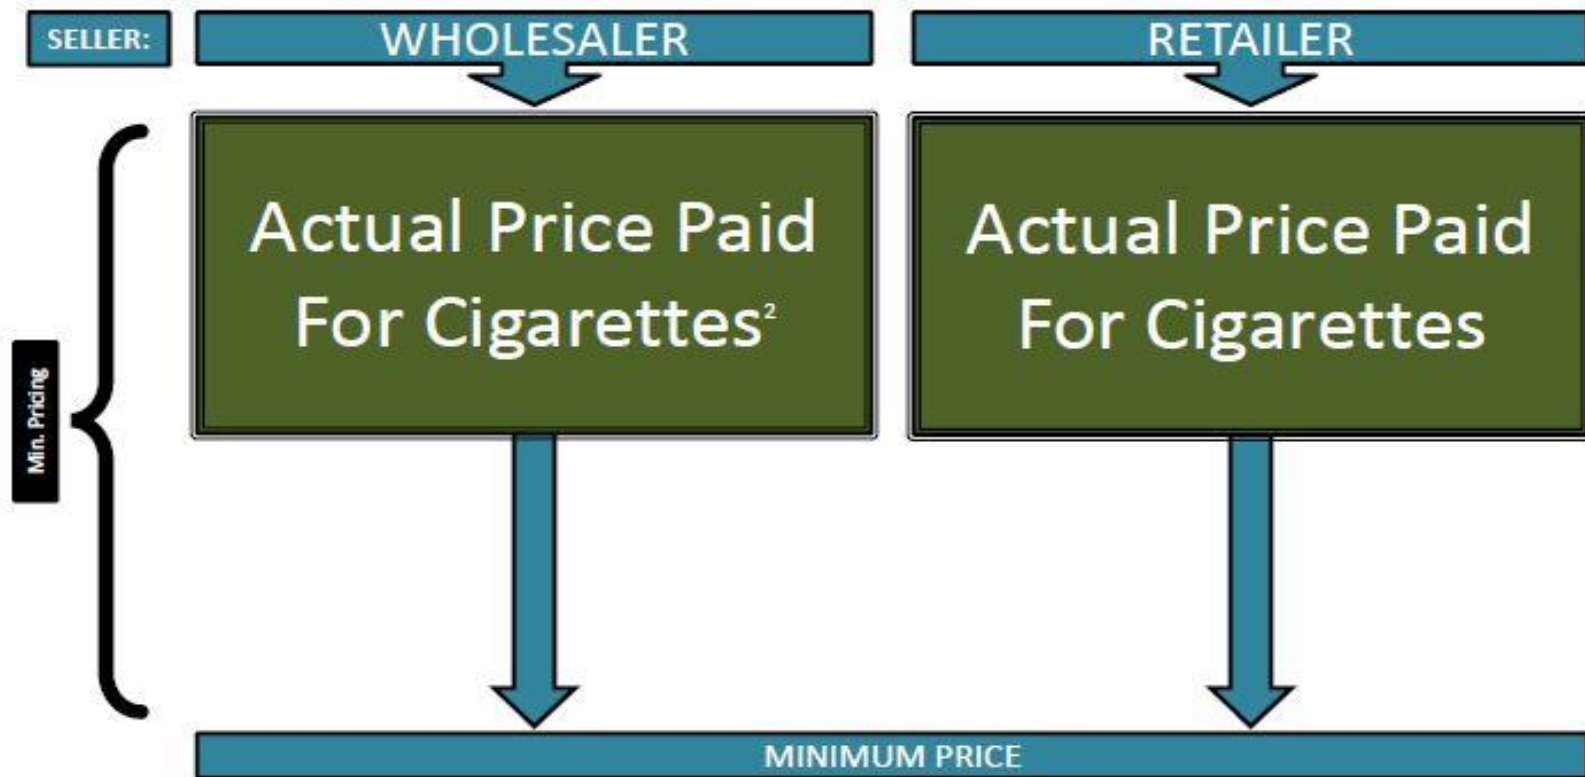 SELLER:
WHOLESALER
RETAILER
Min. Pricing
Actual Price Paid
For Cigarettes²
Actual Price Paid
For Cigarettes
MINIMUM PRICE